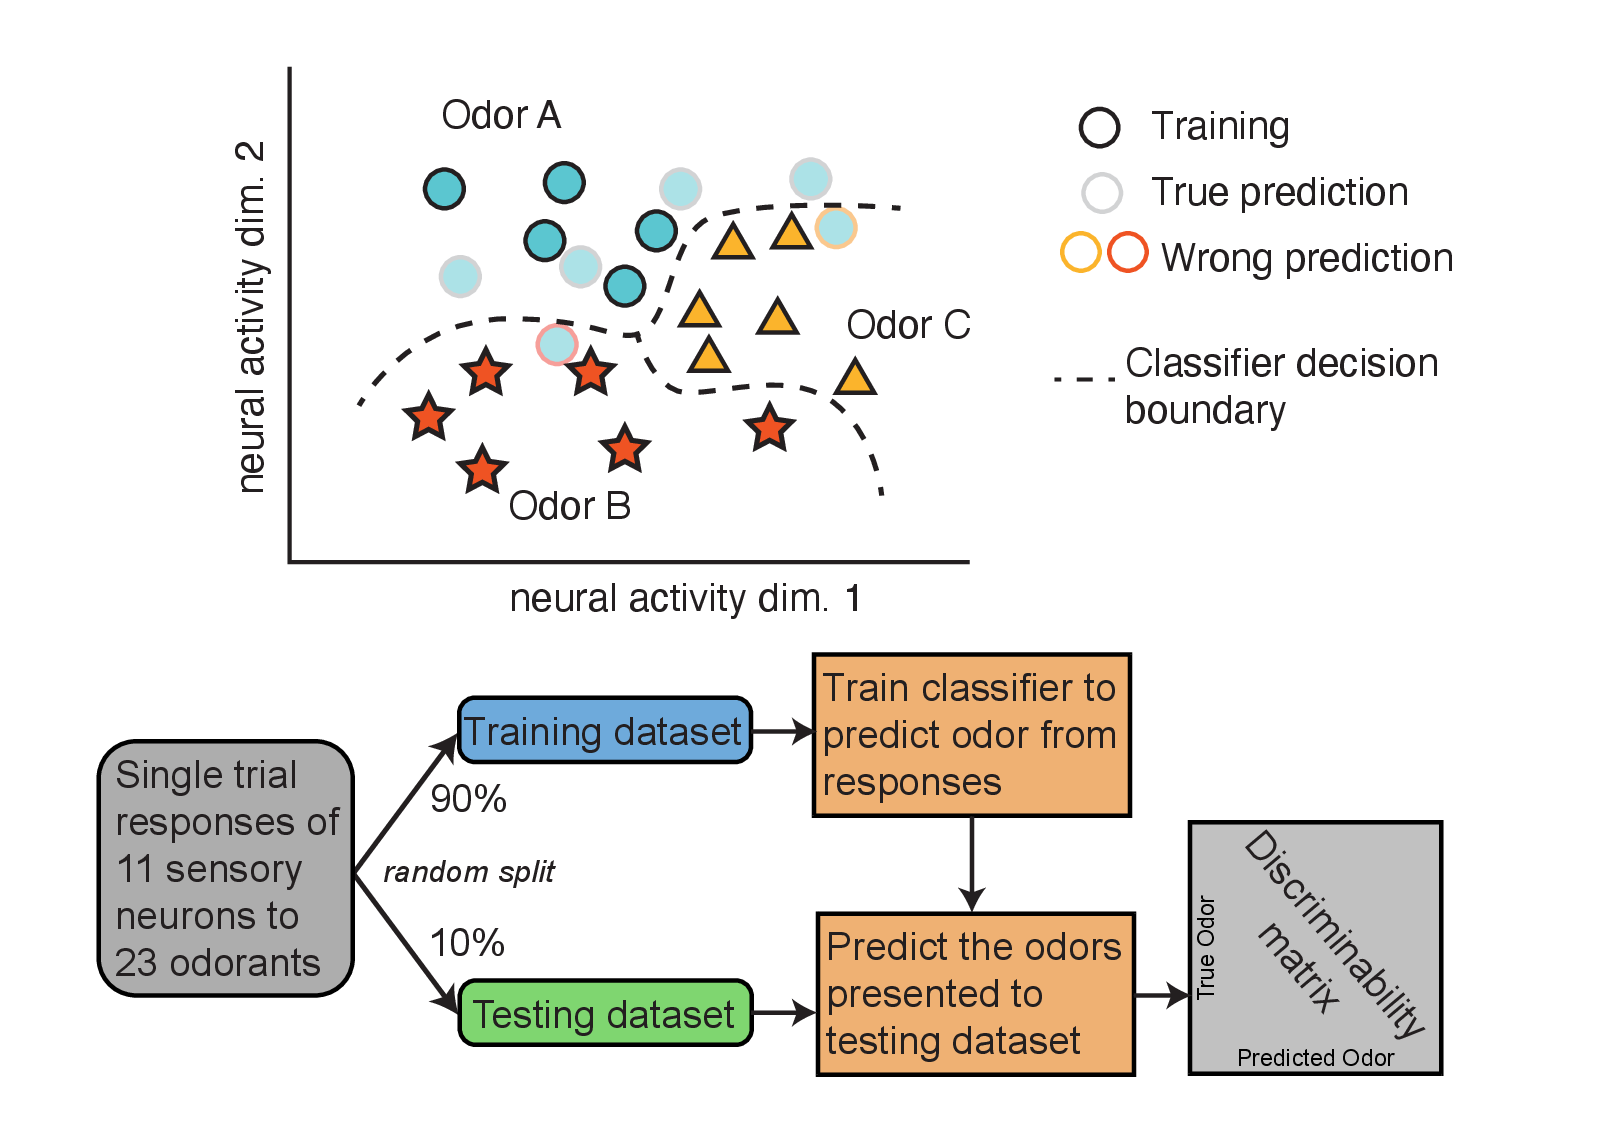 Odor A
neural activity dim. 2
Odor C
Odor B
neural activity dim. 1
Training
True prediction
Wrong prediction
Classifier decision
boundary
Single trial
responses of
11 sensory
neurons to
23 odorants
90%
random split
10%
Training dataset
Testing dataset
Train classifier to
predict odor from
responses
Predict the odors
presented to
testing dataset
True Odor
Discriminability
matrix
Predicted Odor